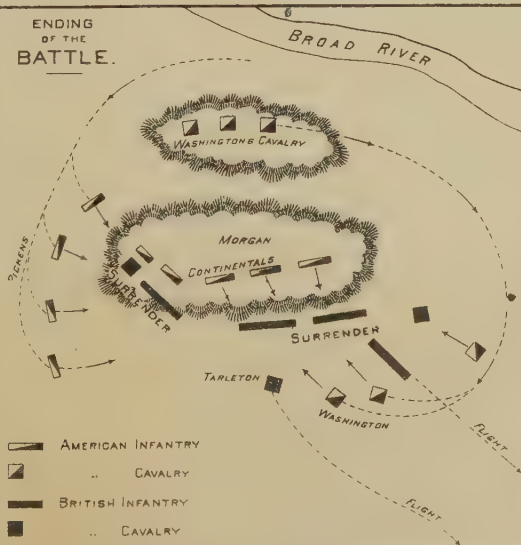 ENDING
OF THE
BATTLE.
BROAD RIVER
WASHINGTONS CAVALRY
MORGAN
CONTINENTALS
PICKENS
SURRENDER
SURRENDER
TARLETON
WASHINGTON
FLIGHT
FLIGHT
AMERICAN INFANTRY
" CAVALRY
BRITISH INFANTRY
" CAVALRY